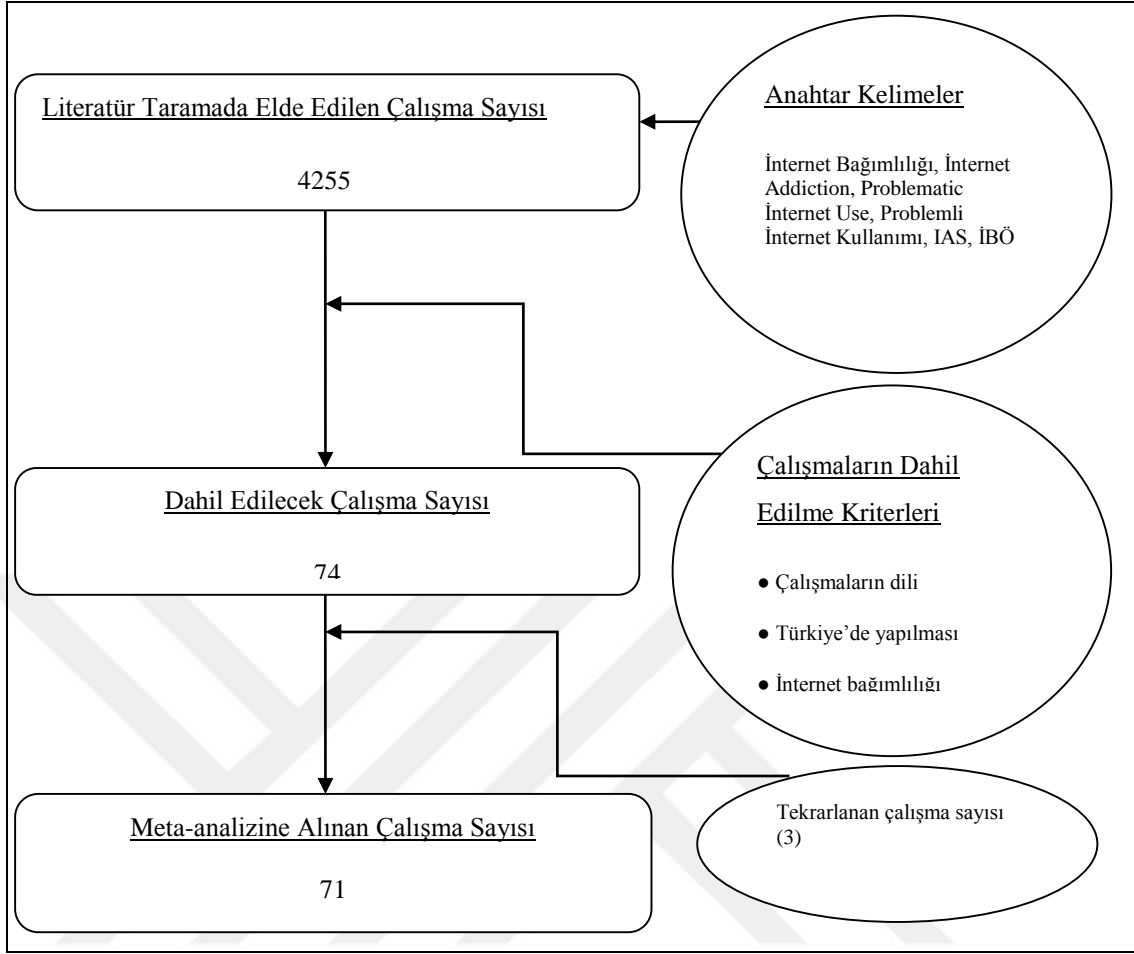 Literatür Taramada Elde Edilen Çalışma Sayısı
4255
Anahtar Kelimeler
İnternet Bağımlılığı, İnternet
Addiction, Problematic
İnternet Use, Problemli
İnternet Kullanımı, IAS, İBÖ
Dahil Edilecek Çalışma Sayısı
74
Çalışmaların Dahil
Edilme Kriterleri
● Çalışmaların dili
● Türkiye’de yapılması
● İnternet bağımlılığı
Meta-analizine Alınan Çalışma Sayısı
71
Tekrarlanan çalışma sayısı
(3)